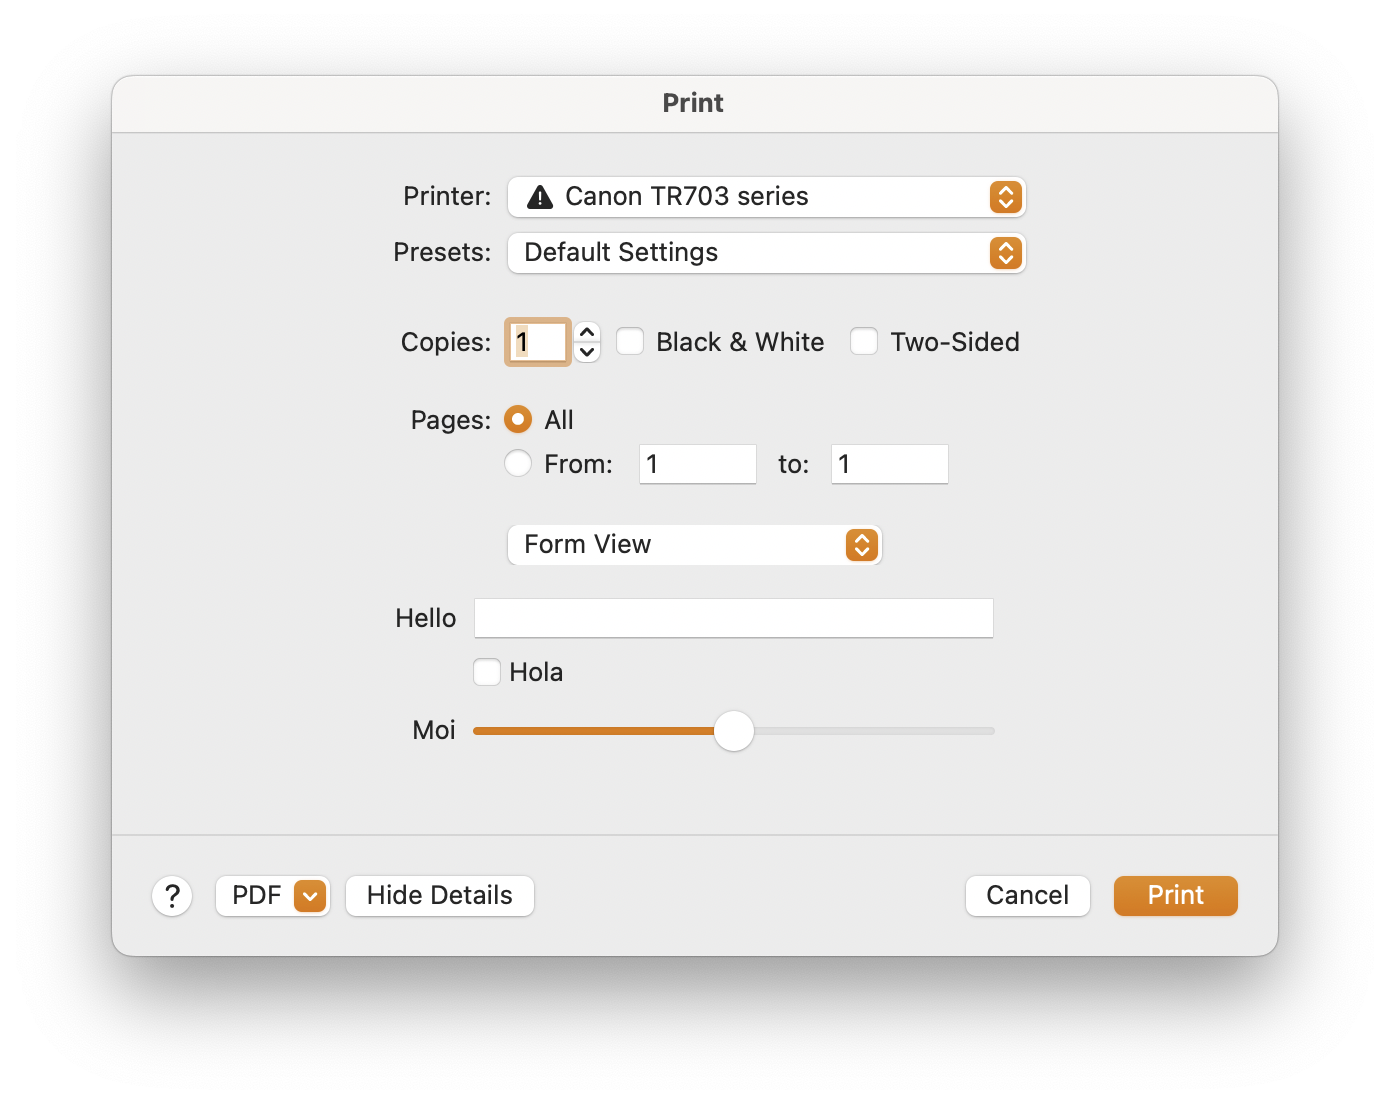 Print
Printer: Canon TR703 series
Presets: Default Settings
Copies: 1 Black & White Two-Sided
Pages: All
From: 1 to: 1
Form View
Hello
Hola
Moi
? PDF Hide Details Cancel Print